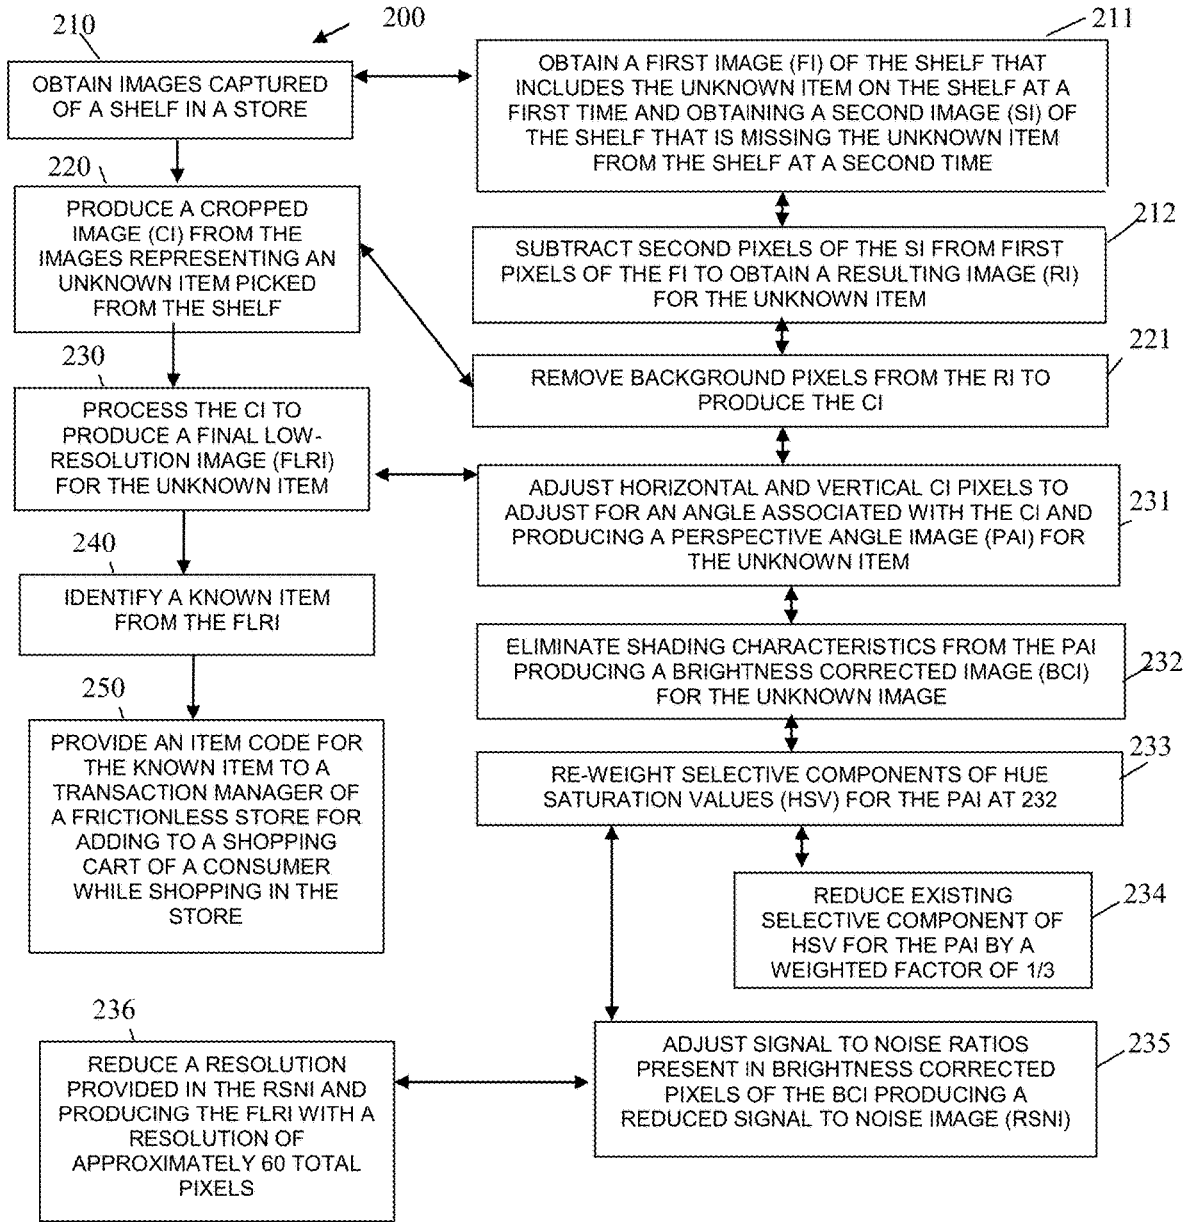 200
210
OBTAIN IMAGES CAPTURED
OF A SHELF IN A STORE
220
PRODUCE A CROPPED
IMAGE (CI) FROM THE
IMAGES REPRESENTING AN
UNKNOWN ITEM PICKED
FROM THE SHELF
230
PROCESS THE CI TO
PRODUCE A FINAL LOW-
RESOLUTION IMAGE (FLRI)
FOR THE UNKNOWN ITEM
240
IDENTIFY A KNOWN ITEM
FROM THE FLRI
250
PROVIDE AN ITEM CODE FOR
THE KNOWN ITEM TO A
TRANSACTION MANAGER OF
A FRICTIONLESS STORE FOR
ADDING TO A SHOPPING
CART OF A CONSUMER
WHILE SHOPPING IN THE
STORE
211
OBTAIN A FIRST IMAGE (FI) OF THE SHELF THAT
INCLUDES THE UNKNOWN ITEM ON THE SHELF AT A
FIRST TIME AND OBTAINING A SECOND IMAGE (SI) OF
THE SHELF THAT IS MISSING THE UNKNOWN ITEM
FROM THE SHELF AT A SECOND TIME
212
SUBTRACT SECOND PIXELS OF THE SI FROM FIRST
PIXELS OF THE FI TO OBTAIN A RESULTING IMAGE (RI)
FOR THE UNKNOWN ITEM
221
REMOVE BACKGROUND PIXELS FROM THE RI TO
PRODUCE THE CI
231
ADJUST HORIZONTAL AND VERTICAL CI PIXELS TO
ADJUST FOR AN ANGLE ASSOCIATED WITH THE CI AND
PRODUCING A PERSPECTIVE ANGLE IMAGE (PAI) FOR
THE UNKNOWN ITEM
232
ELIMINATE SHADING CHARACTERISTICS FROM THE PAI
PRODUCING A BRIGHTNESS CORRECTED IMAGE (BCI)
FOR THE UNKNOWN IMAGE
233
RE-WEIGHT SELECTIVE COMPONENTS OF HUE
SATURATION VALUES (HSV) FOR THE PAI AT 232
234
REDUCE EXISTING
SELECTIVE COMPONENT OF
HSV FOR THE PAI BY A
WEIGHTED FACTOR OF 1/3
235
ADJUST SIGNAL TO NOISE RATIOS
PRESENT IN BRIGHTNESS CORRECTED
PIXELS OF THE BCI PRODUCING A
REDUCED SIGNAL TO NOISE IMAGE (RSNI)
236
REDUCE A RESOLUTION
PROVIDED IN THE RSNI AND
PRODUCING THE FLRI WITH A
RESOLUTION OF
APPROXIMATELY 60 TOTAL
PIXELS